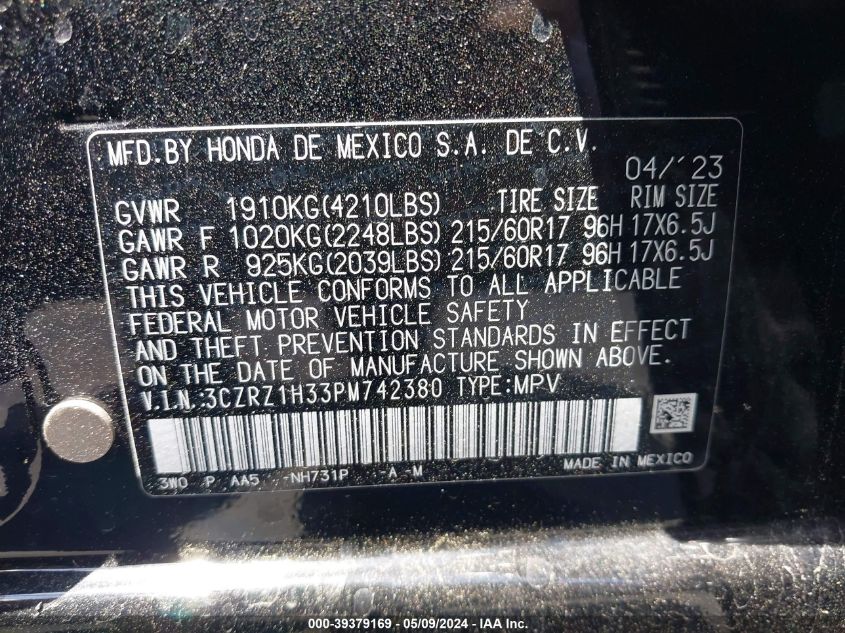 MFD.BY HONDA DE MEXICO S.A. DE C.V.
04/'23
GVWR 1910KG(4210LBS) TIRE SIZE RIM SIZE
GAWR F 1020KG(2248LBS) 215/60R17 96H 17X6.5J
GAWR R 925KG(2039LBS) 215/60R17 96H 17X6.5J
THIS VEHICLE CONFORMS TO ALL APPLICABLE
FEDERAL MOTOR VEHICLE SAFETY
AND THEFT PREVENTION STANDARDS IN EFFECT
ON THE DATE OF MANUFACTURE SHOWN ABOVE.
V.I.N.:3CZRZ1H33PM742380 TYPE:MPV
3W0 P AA5 NH731P A M
MADE IN MEXICO
000-39379169 - 05/09/2024 - IAA Inc.